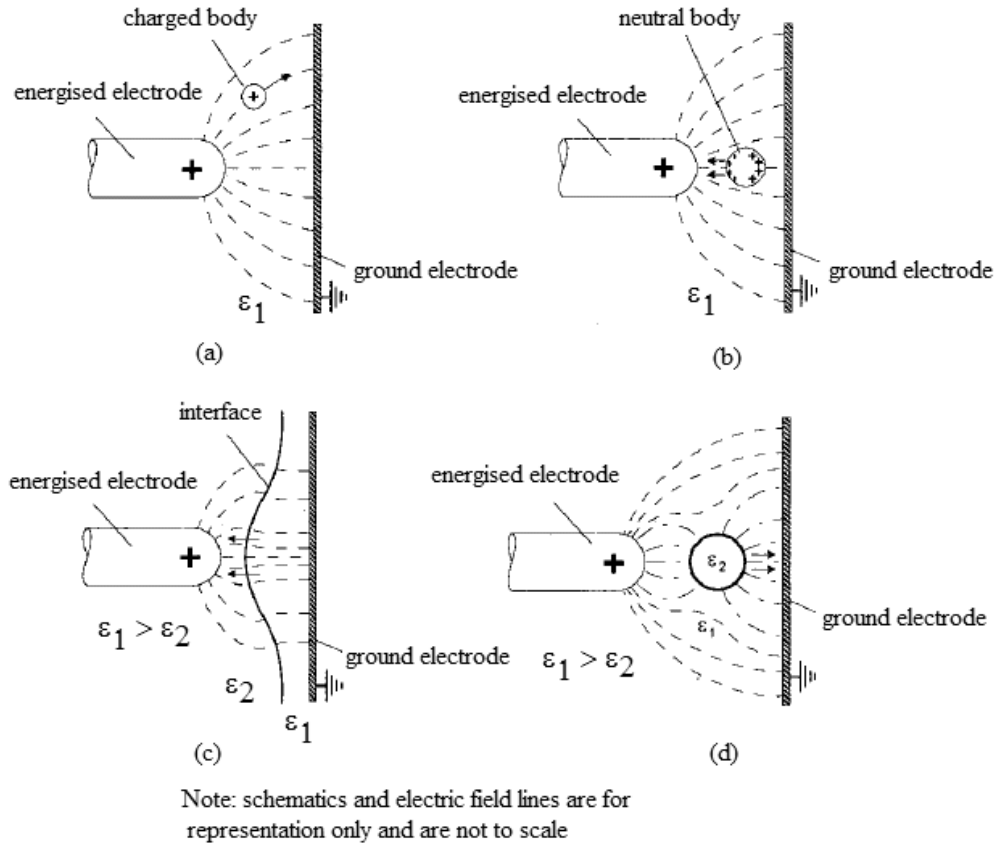 charged body
energised electrode
+
+
ground electrode
ε1
(a)
neutral body
energised electrode
+
+ + + + +
ground electrode
ε1
(b)
interface
energised electrode
+
ε1 > ε2
ground electrode
ε2
ε1
(c)
energised electrode
+
ε2
ε1
ε1 > ε2
ground electrode
(d)
Note: schematics and electric field lines are for
representation only and are not to scale